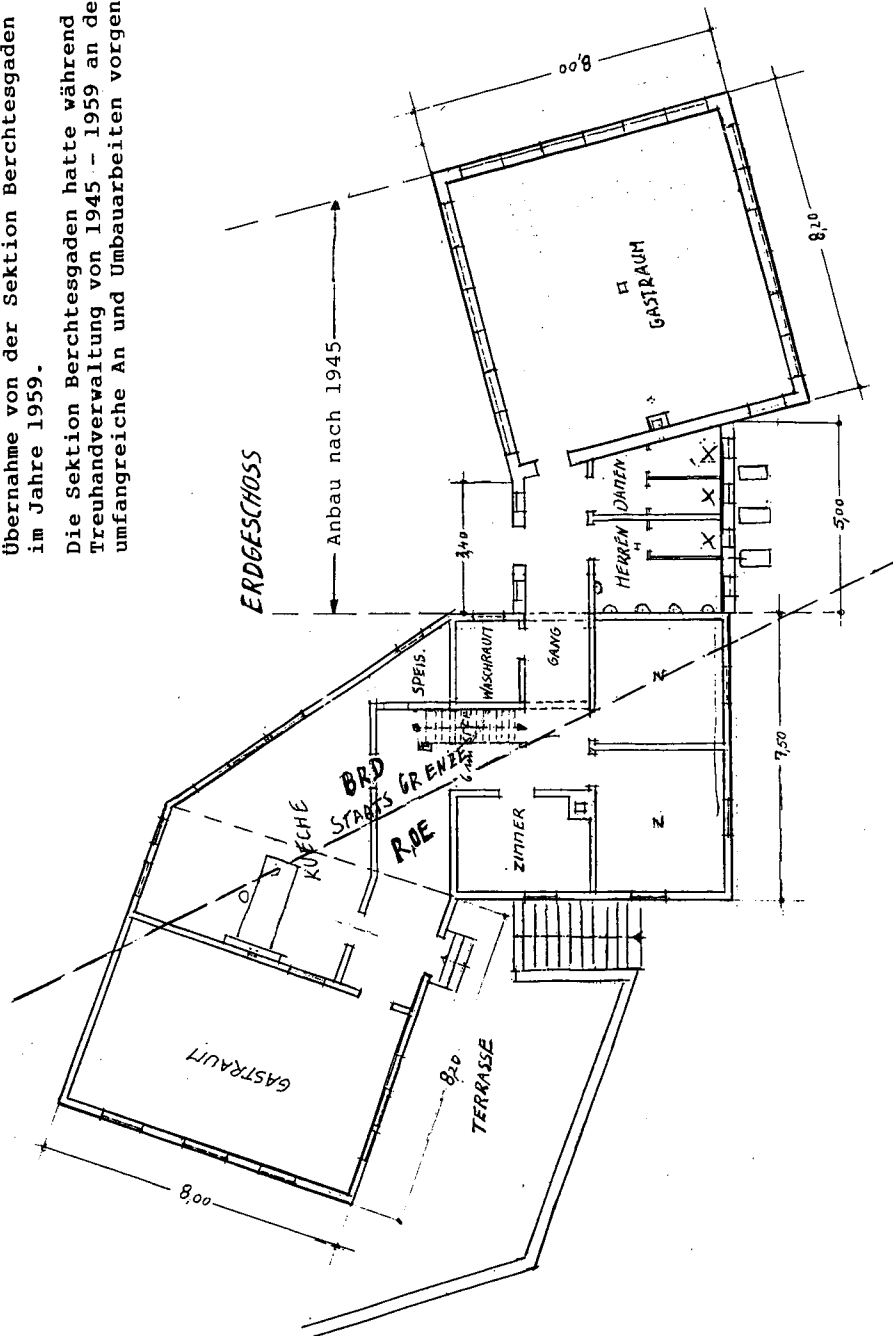 Übernahme von der Sektion Berchtesgaden
im Jahre 1959.
Die Sektion Berchtesgaden hatte während
Treuhandverwaltung von 1945 - 1959 an de
umfangreiche An und Umbauarbeiten vorgen
ERDGESCHOSS
Anbau nach 1945
8,00
8,20
GASTRAUM
3,40
HERREN
DAMEN
H
5,00
SPEIS.
WASCHRAUM
GANG
BRD
STAATS GRENZE
R,OE
KUECHE
ZIMMER
Z
Z
7,50
GASTRAUM
8,00
8,20
TERRASSE